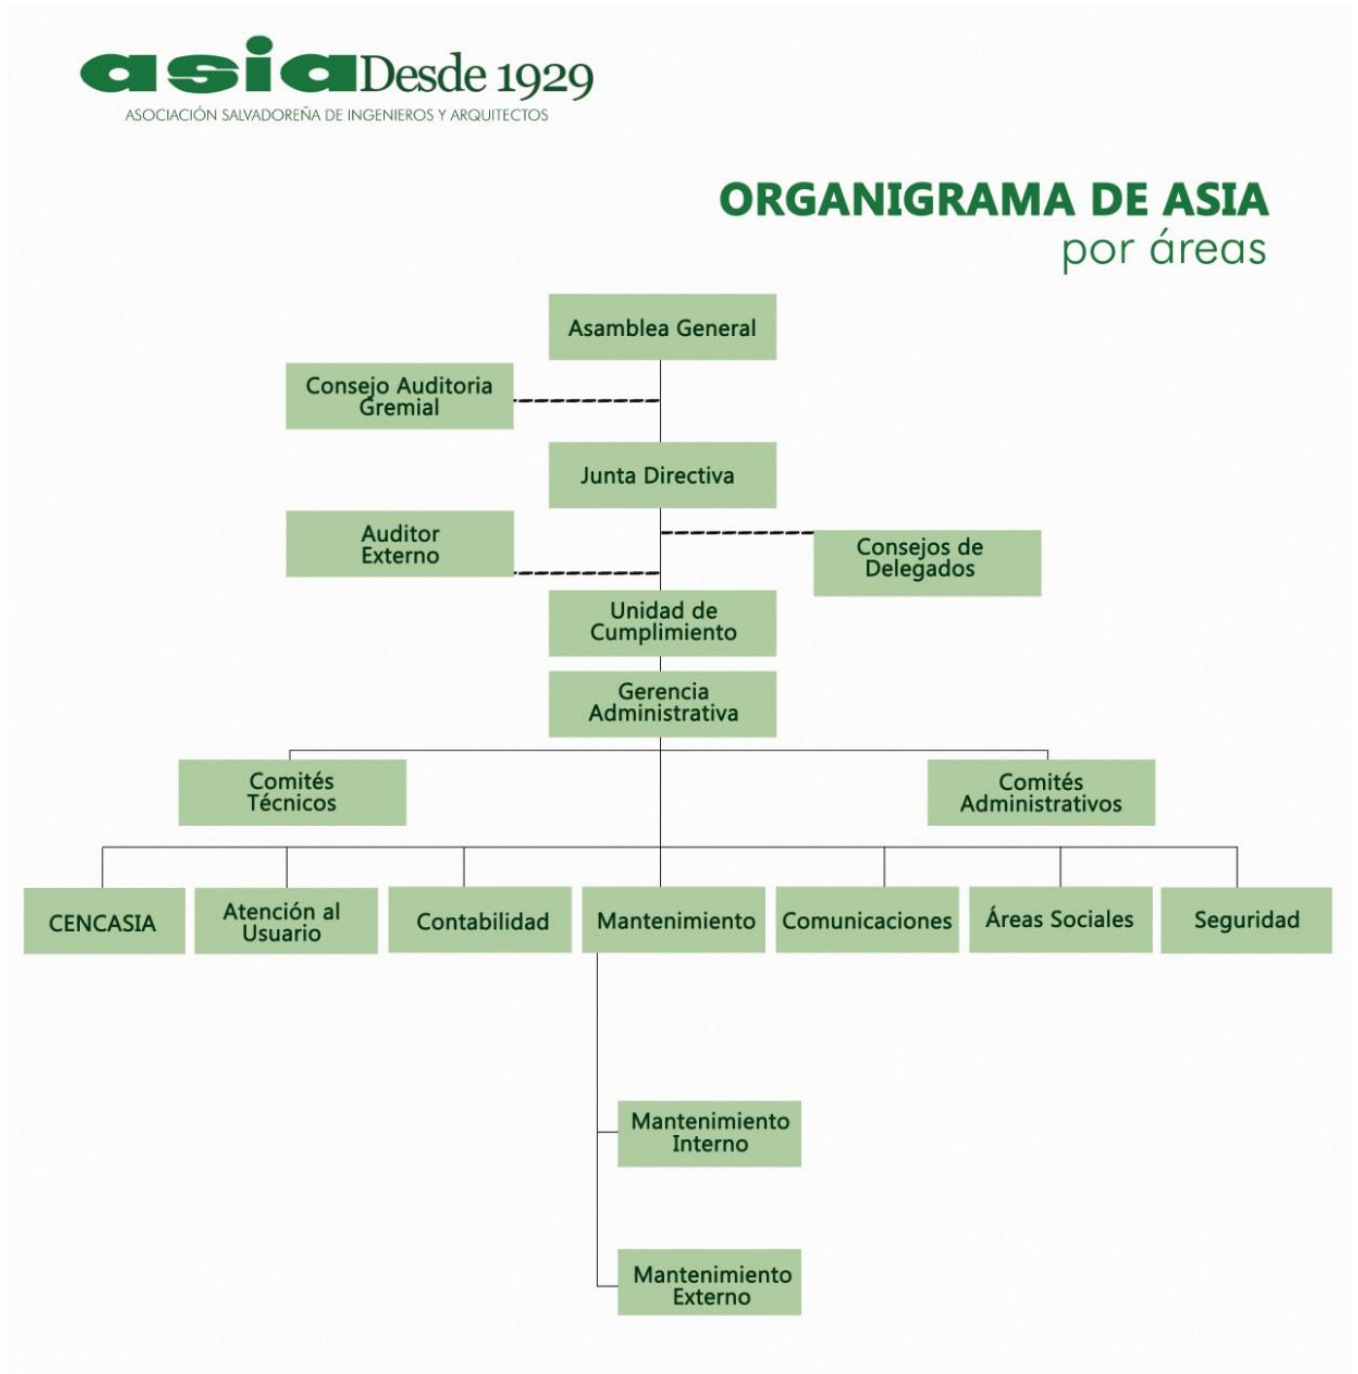 asia Desde 1929
ASOCIACIÓN SALVADOREÑA DE INGENIEROS Y ARQUITECTOS
ORGANIGRAMA DE ASIA
por áreas
Asamblea General
Consejo Auditoria
Gremial
Junta Directiva
Auditor
Externo
Consejos de
Delegados
Unidad de
Cumplimiento
Gerencia
Administrativa
Comités
Técnicos
Comités
Administrativos
CENCASIA
Atención al
Usuario
Contabilidad
Mantenimiento
Comunicaciones
Áreas Sociales
Seguridad
Mantenimiento
Interno
Mantenimiento
Externo